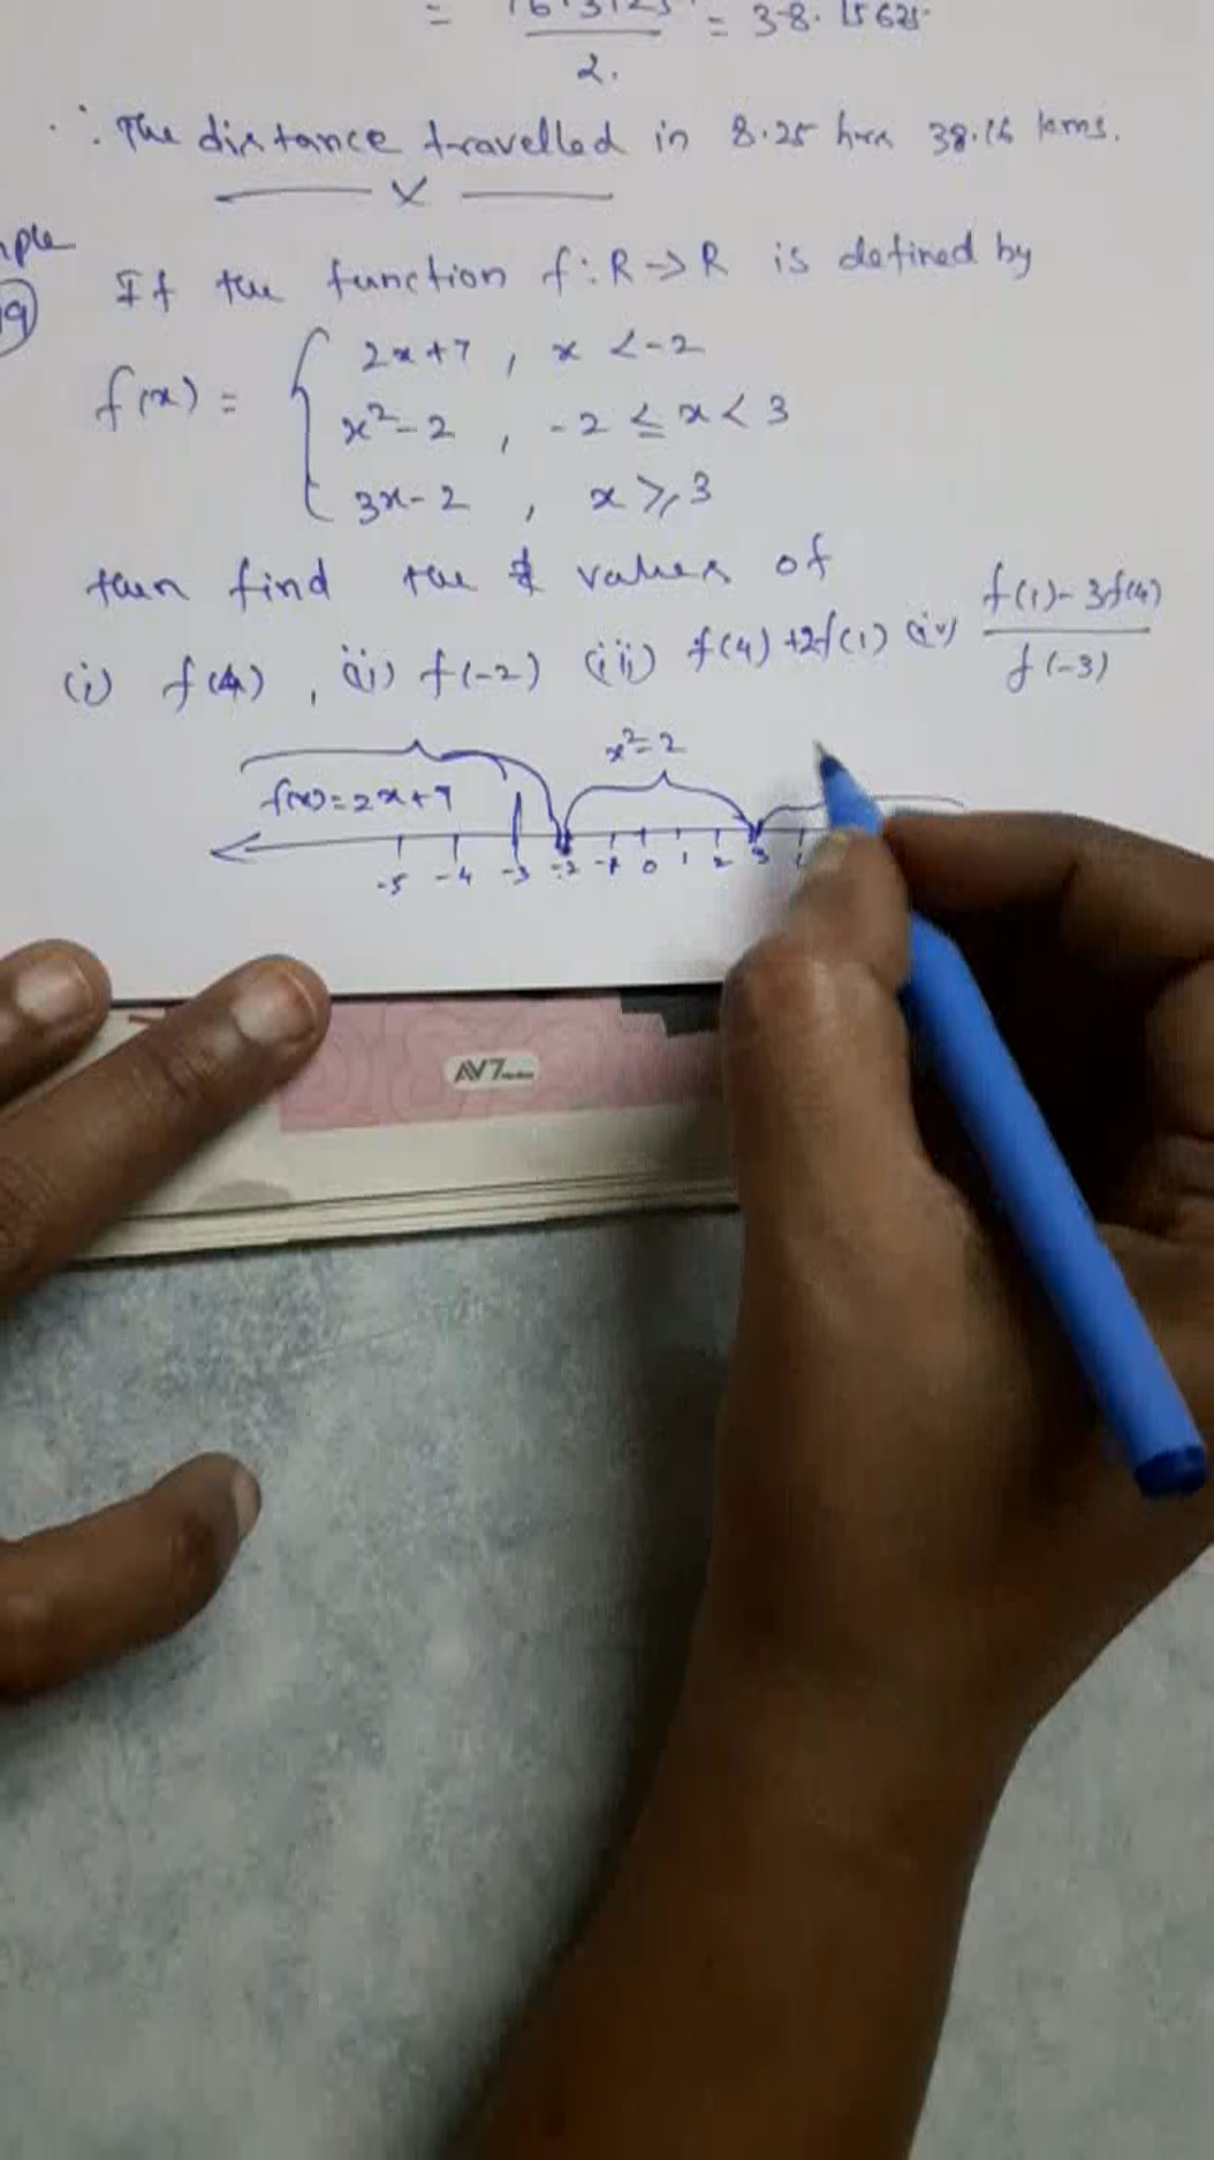 = / 2. = 38.15625
∴ The distance travelled in 8.25 hrs 38.16 kms.
x
If the function f:R→R is defined by
f(x) = { 2x+7 , x <-2
x²-2 , -2 ≤ x < 3
3x-2 , x ≥ 3
then find the values of
(i) f(4) , (ii) f(-2) (iii) f(4)+2f(1) (iv) f(1)-3f(4) / f(-3)
x²-2
f(x)=2x+7
-5 -4 -3 -2 -1 0 1 2 3
AV7